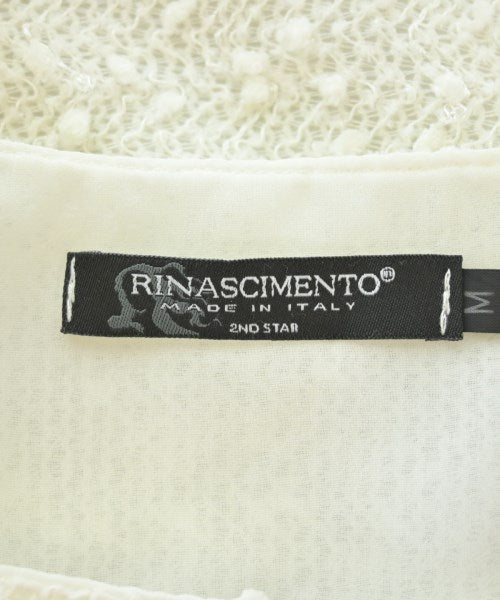 RINASCIMENTO
MADE IN ITALY
2ND STAR
M